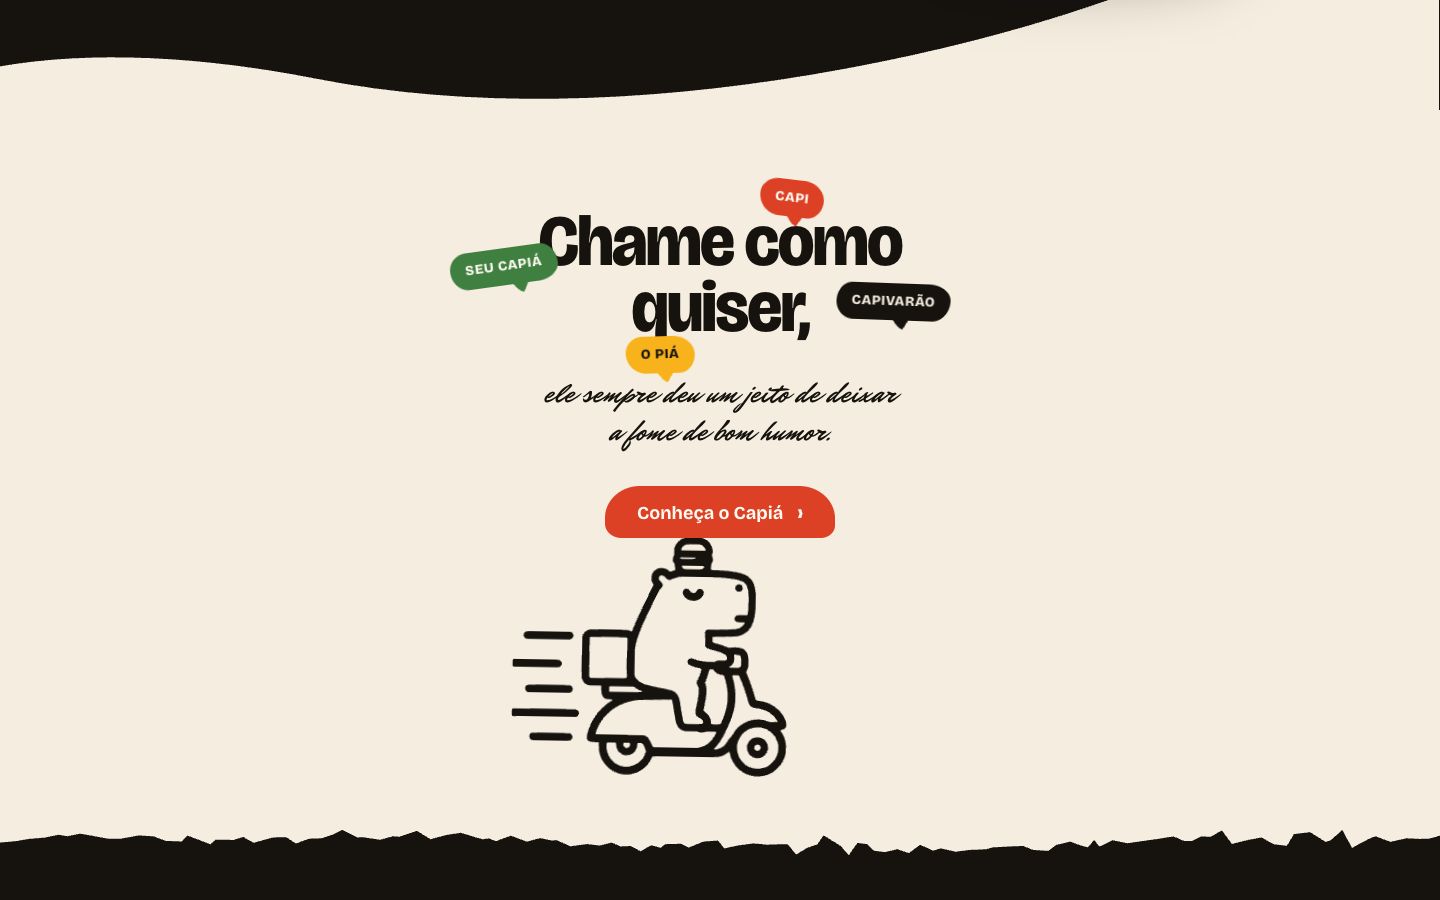 CAPI
Chame como
SEU CAPIÁ
quiser,
CAPIVARÃO
O PIÁ
ele sempre deu um jeito de deixar
a fome de bom humor.
Conheça o Capiá ›